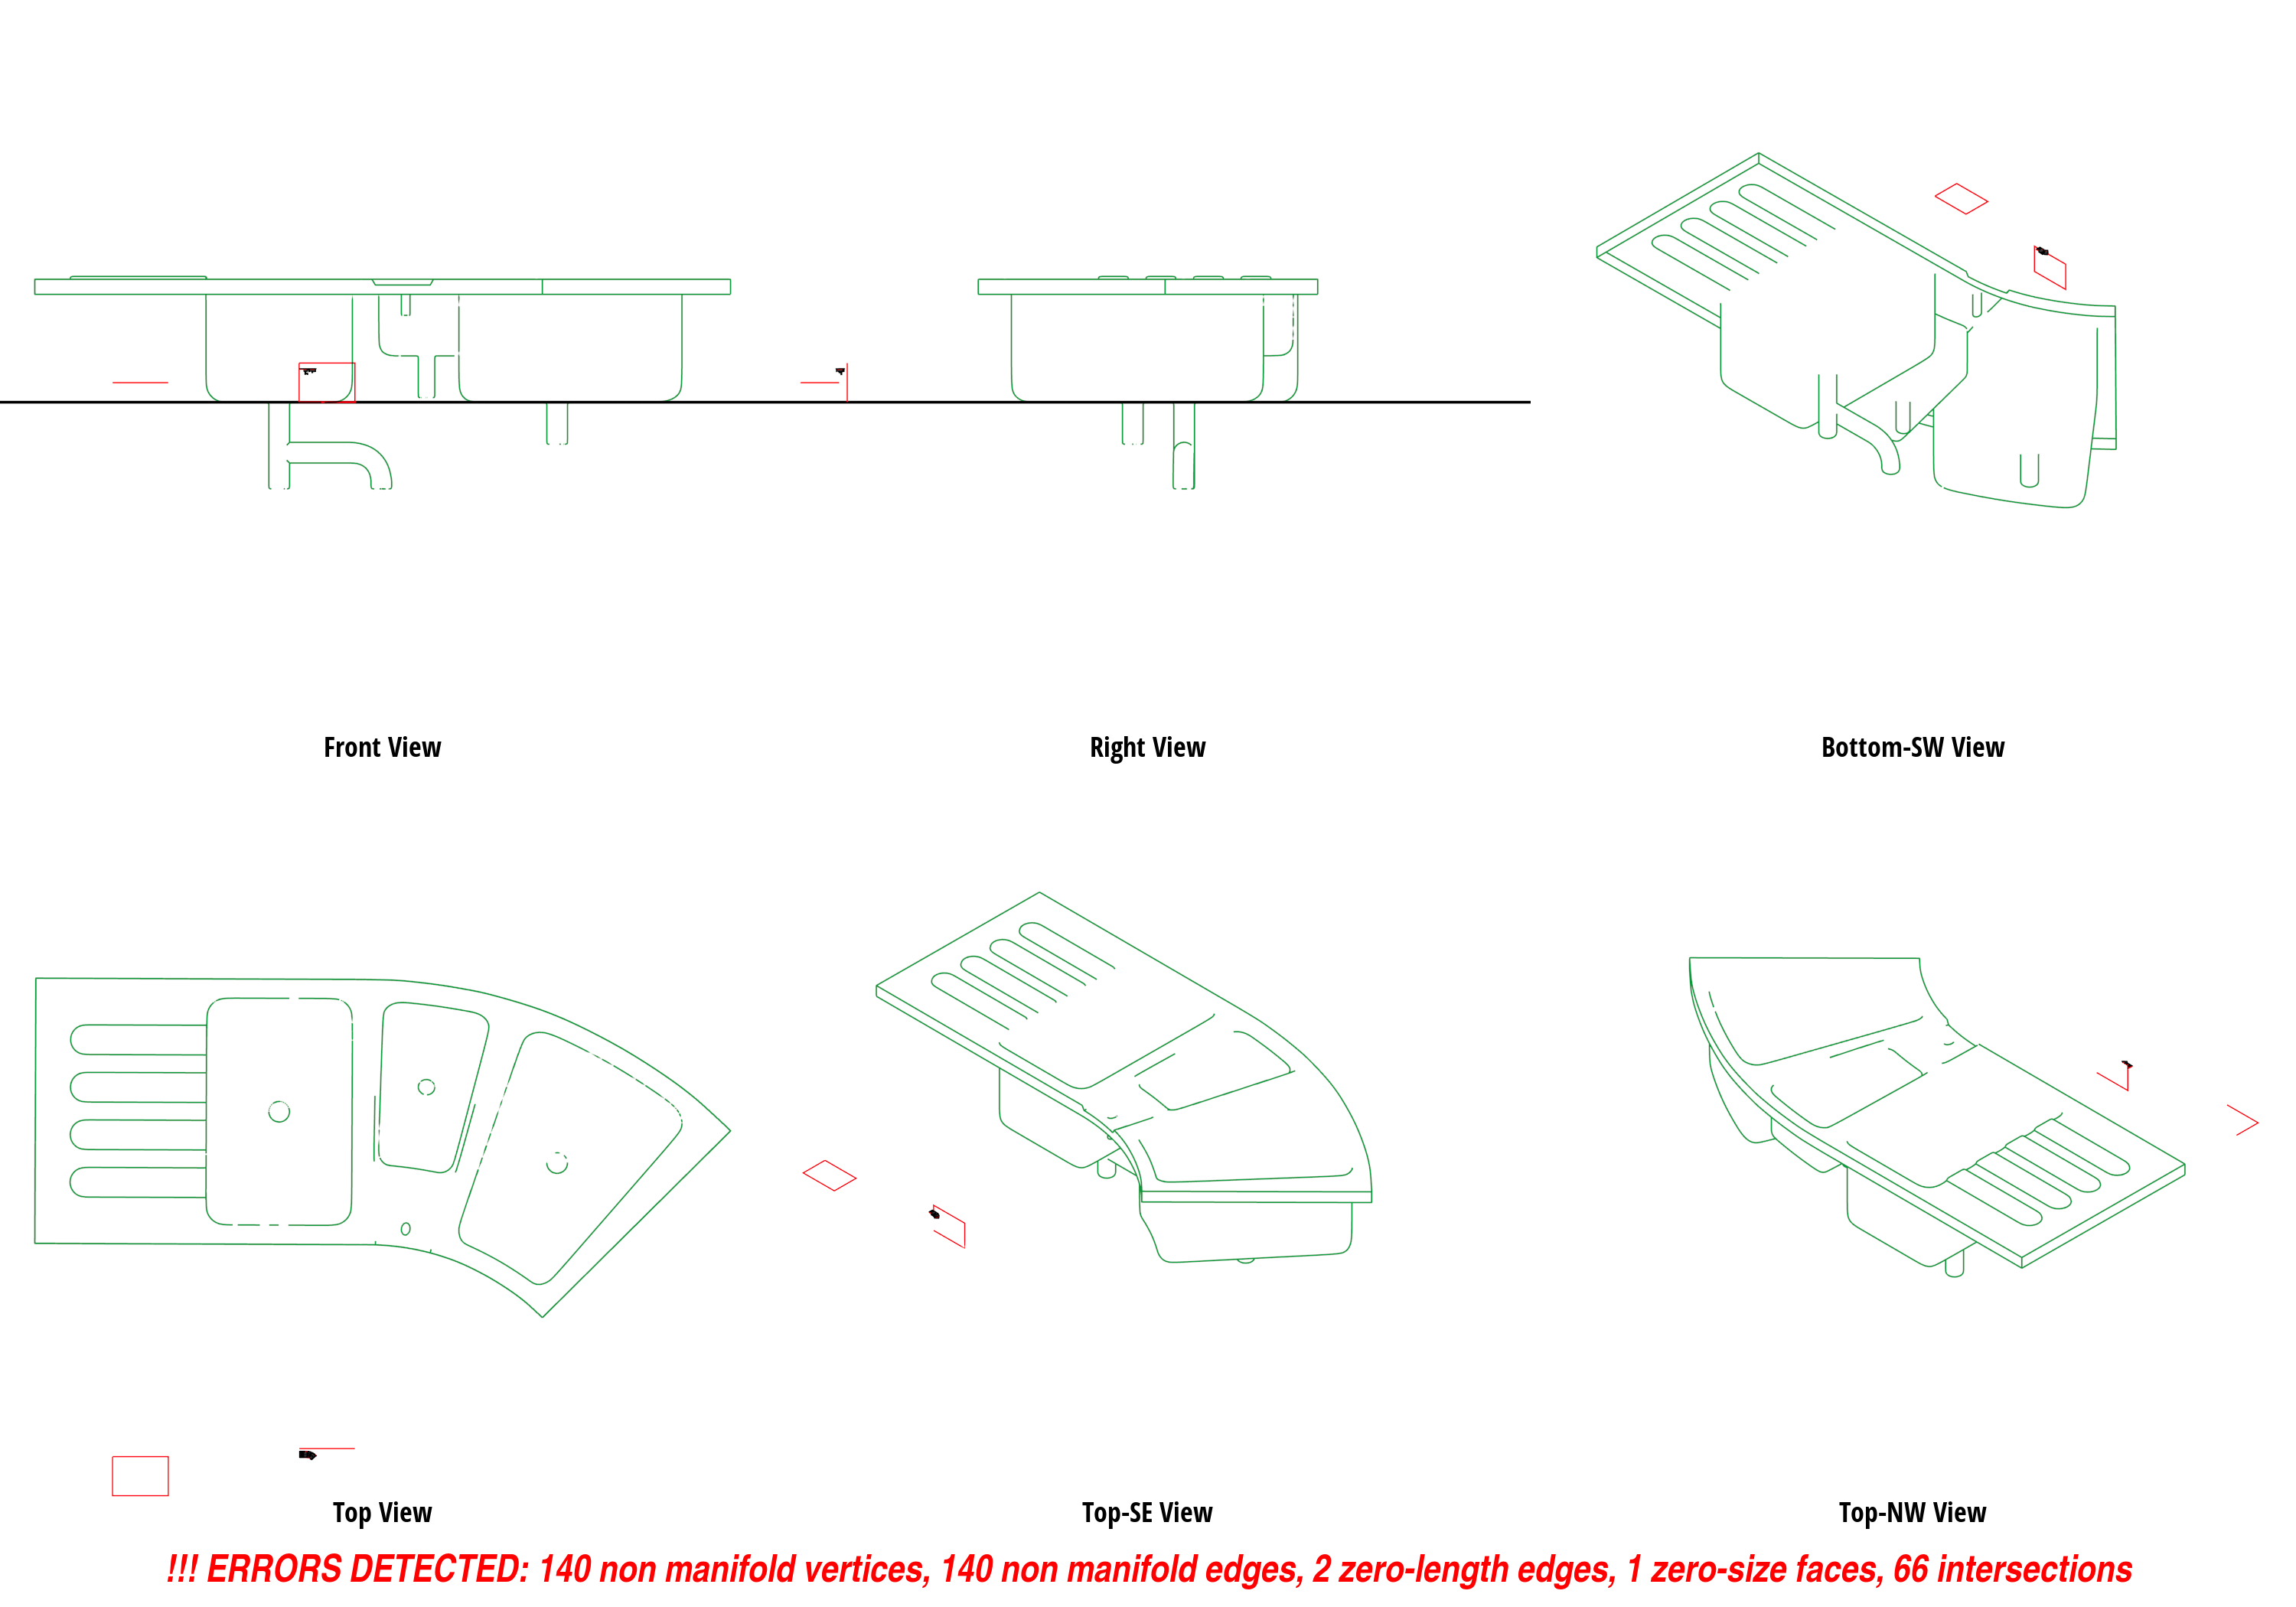 Front View
Right View
Bottom-SW View
Top View
Top-SE View
Top-NW View
!!! ERRORS DETECTED: 140 non manifold vertices, 140 non manifold edges, 2 zero-length edges, 1 zero-size faces, 66 intersections